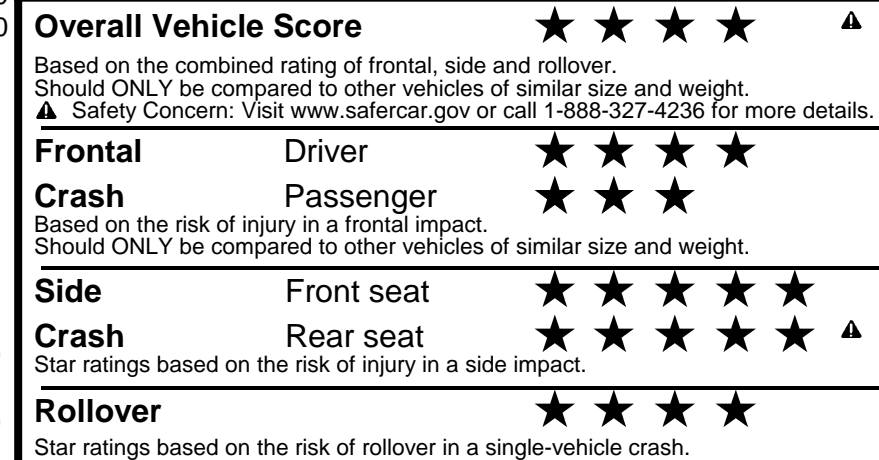 Overall Vehicle Score ★ ★ ★ ★ ⚠
Based on the combined rating of frontal, side and rollover.
Should ONLY be compared to other vehicles of similar size and weight.
⚠ Safety Concern: Visit www.safercar.gov or call 1-888-327-4236 for more details.
Frontal Driver ★ ★ ★ ★
Crash Passenger ★ ★ ★
Based on the risk of injury in a frontal impact.
Should ONLY be compared to other vehicles of similar size and weight.
Side Front seat ★ ★ ★ ★ ★
Crash Rear seat ★ ★ ★ ★ ★ ⚠
Star ratings based on the risk of injury in a side impact.
Rollover ★ ★ ★ ★
Star ratings based on the risk of rollover in a single-vehicle crash.